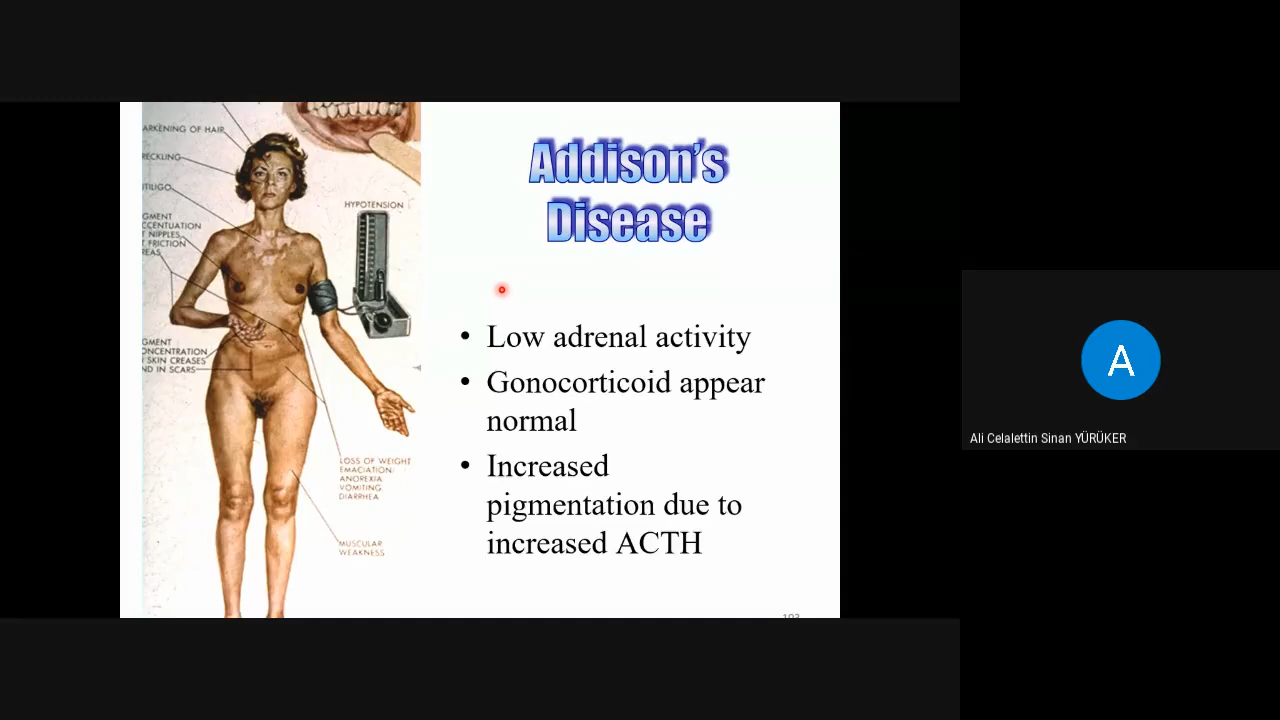 ARKENING OF HAIR
RECKLING
ITILIGO
GMENT
CCENTUATION
T NIPPLES,
T FRICTION
REAS
HYPOTENSION
GMENT
ONCENTRATION
SKIN CREASES
ND IN SCARS
LOSS OF WEIGHT
EMACIATION:
ANOREXIA
VOMITING
DIARRHEA
MUSCULAR
WEAKNESS
Addison's
Disease
• Low adrenal activity
• Gonocorticoid appear
normal
• Increased
pigmentation due to
increased ACTH
A
Ali Celalettin Sinan YÜRÜKER